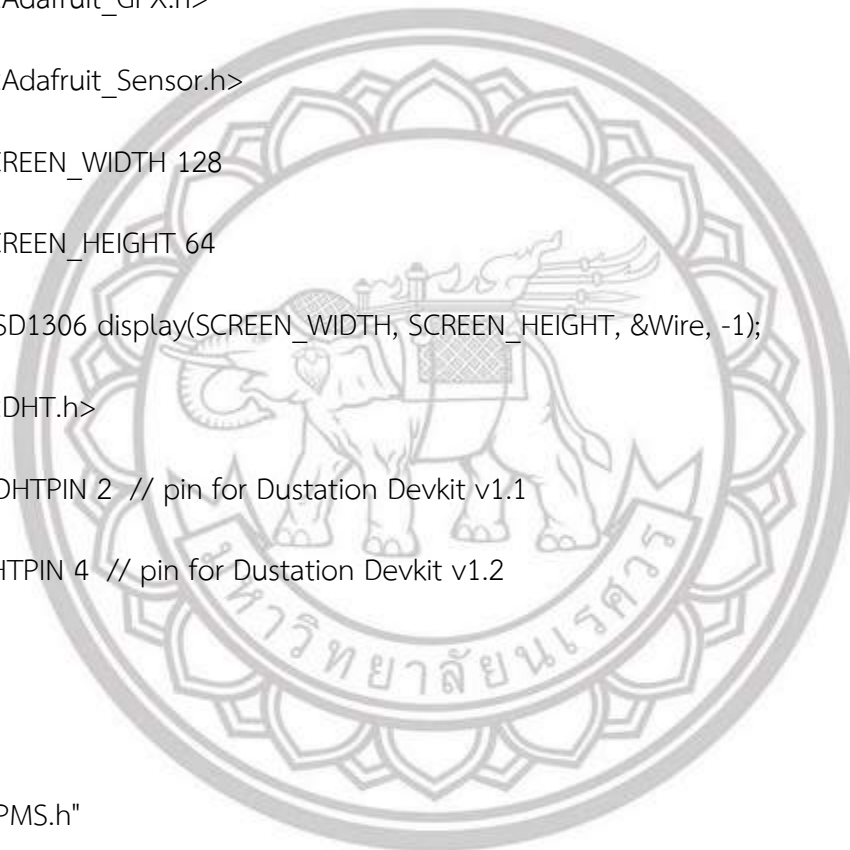 Adafruit_GFX.h>
Adafruit_Sensor.h>
CREEN_WIDTH 128
CREEN_HEIGHT 64
SD1306 display(SCREEN_WIDTH, SCREEN_HEIGHT, &Wire, -1);
DHT.h>
DHTPIN 2 // pin for Dustation Devkit v1.1
HTPIN 4 // pin for Dustation Devkit v1.2
มหาวิทยาลัยนเรศวร
PMS.h"